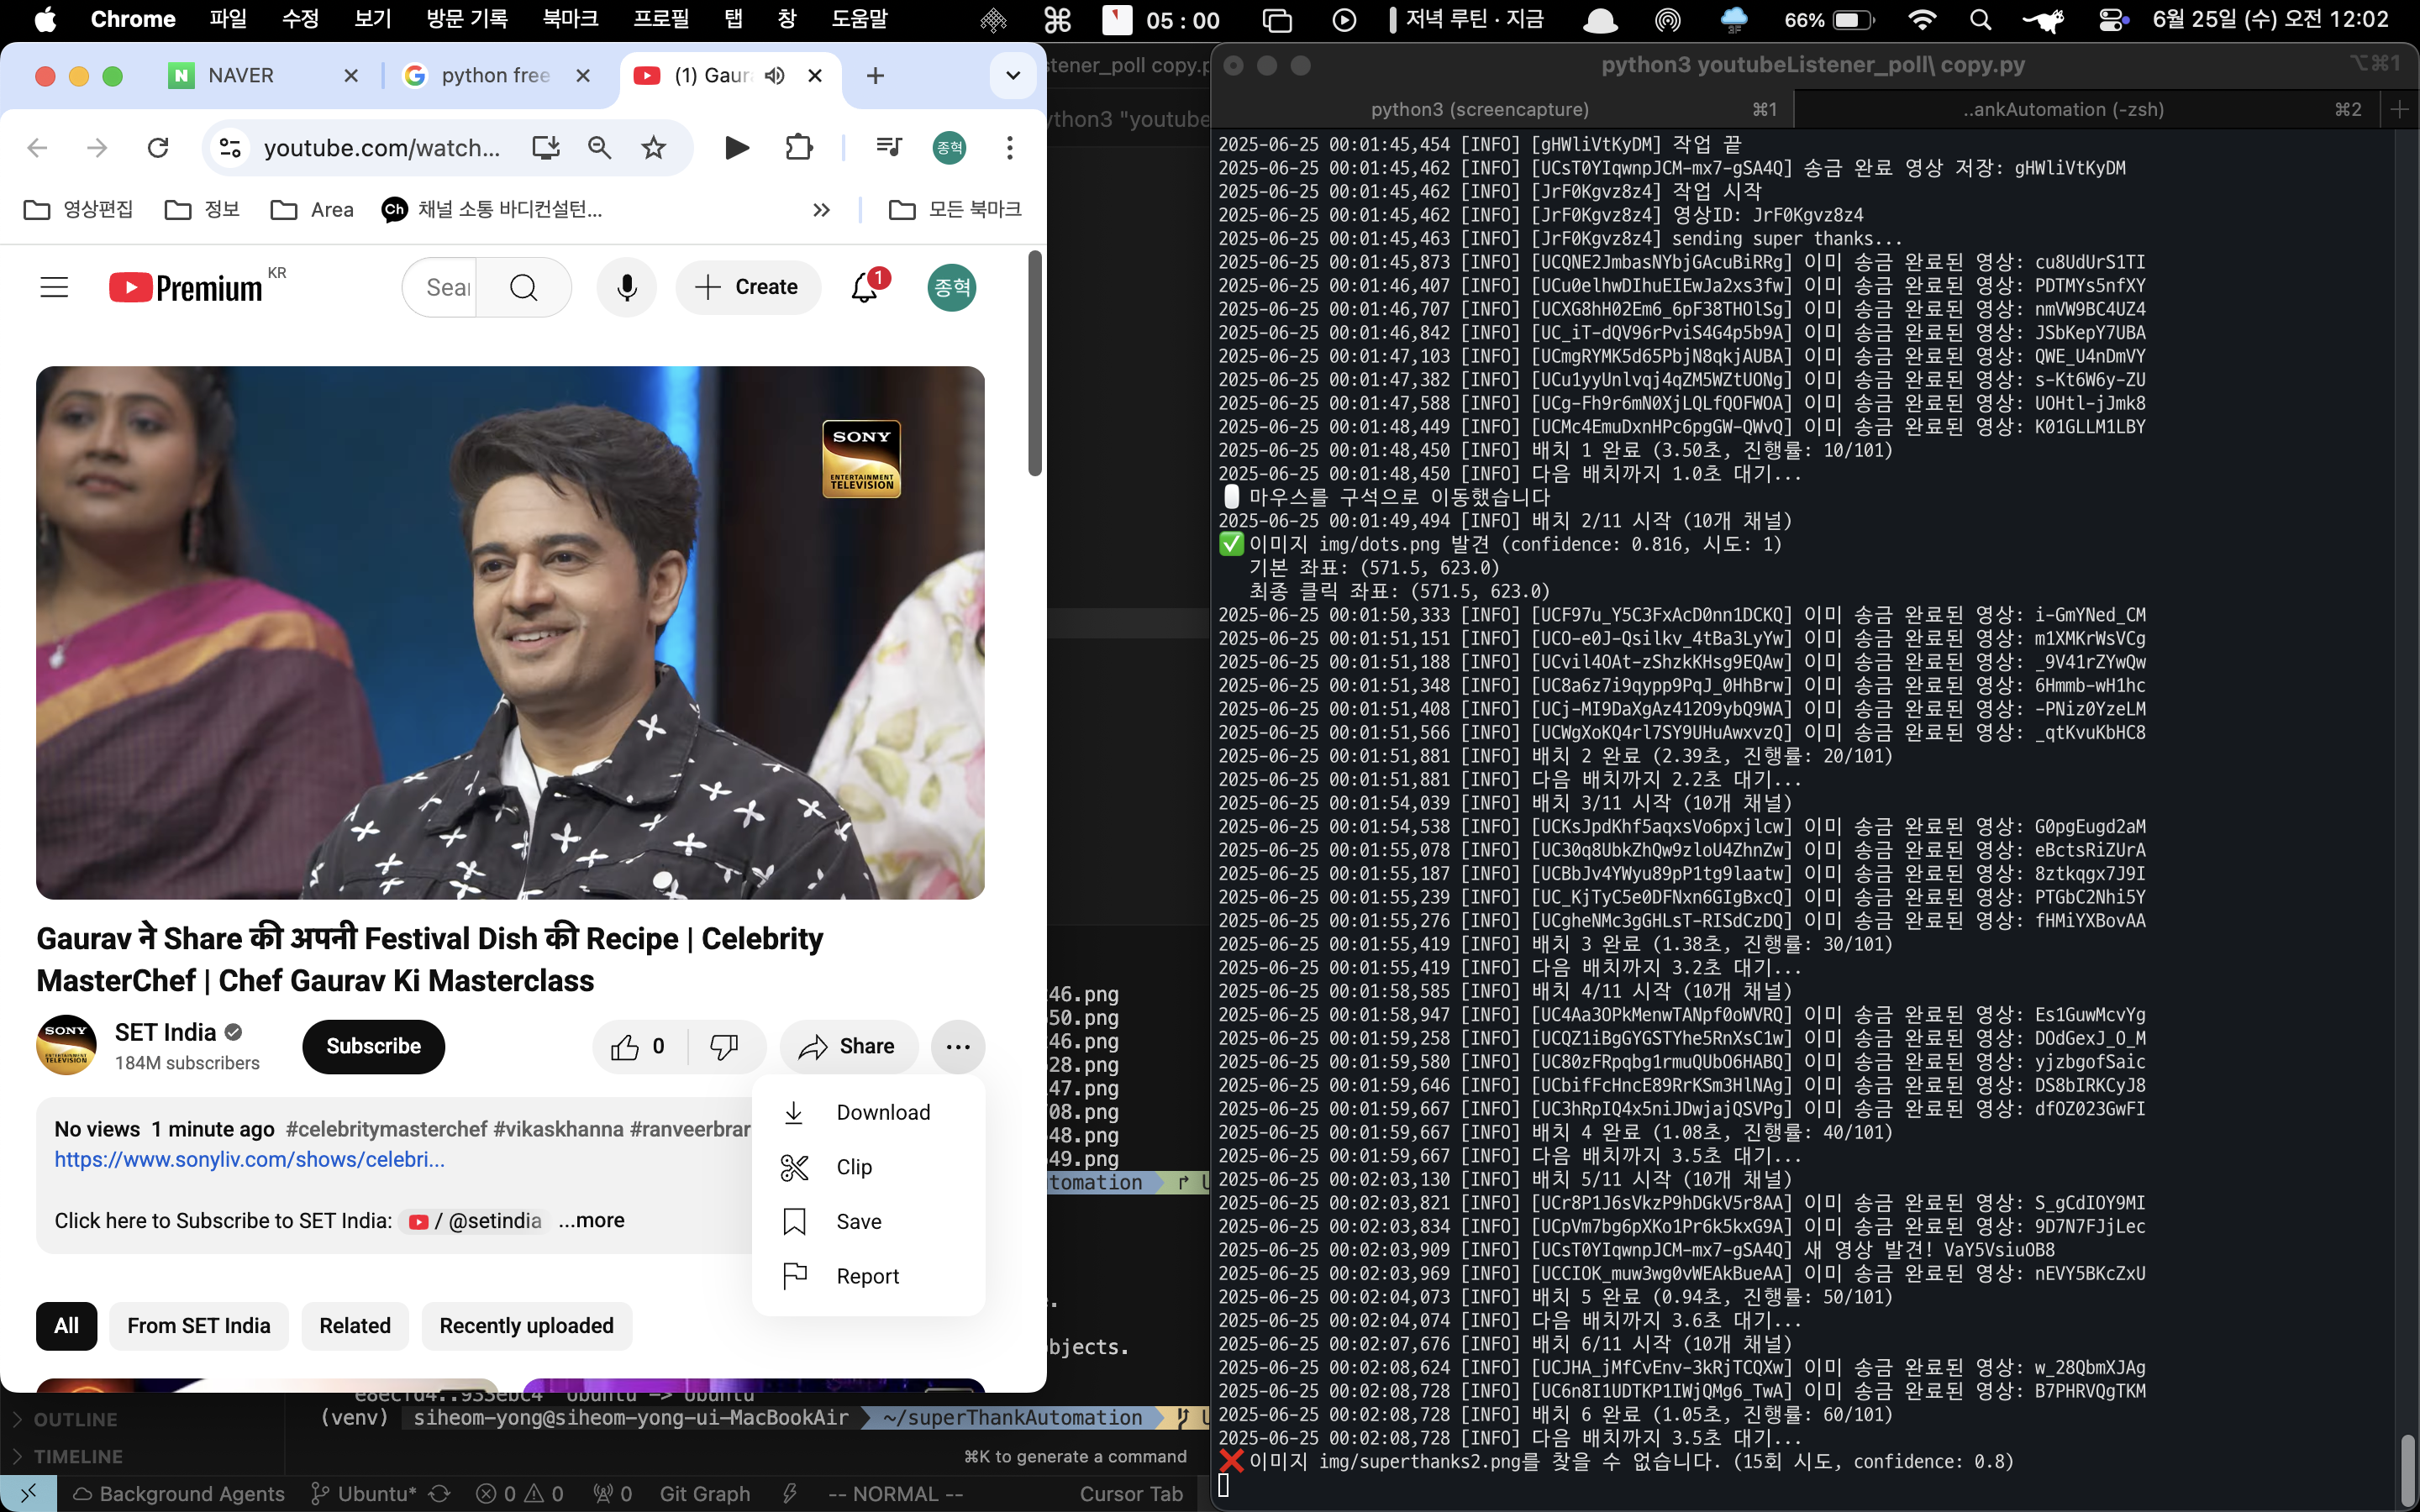 Chrome 파일 수정 보기 방문 기록 북마크 프로필 탭 창 도움말 05 : 00 저녁 루틴 · 지금 66% 6월 25일 (수) 오전 12:02
NAVER
python free
(1) Gaur
youtube.com/watch...
종혁
영상편집
정보
Area
채널 소통 바디컨설턴...
모든 북마크
Premium KR
Sear
Create
1
종혁
SONY
ENTERTAINMENT
TELEVISION
Gaurav ने Share की अपनी Festival Dish की Recipe | Celebrity
MasterChef | Chef Gaurav Ki Masterclass
SONY
SET India
184M subscribers
Subscribe
0
Share
Download
Clip
Save
Report
No views 1 minute ago #celebritymasterchef #vikaskhanna #ranveerbrar
https://www.sonyliv.com/shows/celebri...
Click here to Subscribe to SET India: / @setindia ...more
All
From SET India
Related
Recently uploaded
stener_poll copy.p
ython3 "youtube
46.png
50.png
46.png
28.png
47.png
08.png
48.png
49.png
tomation
bjects.
e8ecfd4..933ebc4 Ubuntu -> Ubuntu
OUTLINE
(venv) siheom-yong@siheom-yong-ui-MacBookAir ~/superThankAutomation
TIMELINE
⌘K to generate a command
Background Agents Ubuntu* 0 0 0 Git Graph -- NORMAL -- Cursor Tab
python3 youtubeListener_poll\ copy.py ⌥⌘1
python3 (screencapture) ⌘1
..ankAutomation (-zsh) ⌘2
2025-06-25 00:01:45,454 [INFO] [gHWliVtKyDM] 작업 끝
2025-06-25 00:01:45,462 [INFO] [UCsT0YIqwnpJCM-mx7-gSA4Q] 송금 완료 영상 저장: gHWliVtKyDM
2025-06-25 00:01:45,462 [INFO] [JrF0Kgvz8z4] 작업 시작
2025-06-25 00:01:45,462 [INFO] [JrF0Kgvz8z4] 영상ID: JrF0Kgvz8z4
2025-06-25 00:01:45,463 [INFO] [JrF0Kgvz8z4] sending super thanks...
2025-06-25 00:01:45,873 [INFO] [UCQNE2JmbasNYbjGAcuBiRRg] 이미 송금 완료된 영상: cu8UdUrS1TI
2025-06-25 00:01:46,407 [INFO] [UCu0elhwDIhuEIEwJa2xs3fw] 이미 송금 완료된 영상: PDTMYs5nfXY
2025-06-25 00:01:46,707 [INFO] [UCXG8hH02Em6_6pF38THOlSg] 이미 송금 완료된 영상: nmVW9BC4UZ4
2025-06-25 00:01:46,842 [INFO] [UC_iT-dQV96rPviS4G4p5b9A] 이미 송금 완료된 영상: JSbKepY7UBA
2025-06-25 00:01:47,103 [INFO] [UCmgRYMK5d65PbjN8qkjAUBA] 이미 송금 완료된 영상: QWE_U4nDmVY
2025-06-25 00:01:47,382 [INFO] [UCu1yyUnlvqj4qZM5WZtUONg] 이미 송금 완료된 영상: s-Kt6W6y-ZU
2025-06-25 00:01:47,588 [INFO] [UCg-Fh9r6mN0XjLQLfQOFWOA] 이미 송금 완료된 영상: UOHtl-jJmk8
2025-06-25 00:01:48,449 [INFO] [UCMc4EmuDxnHPc6pgGW-QWvQ] 이미 송금 완료된 영상: K01GLLM1LBY
2025-06-25 00:01:48,450 [INFO] 배치 1 완료 (3.50초, 진행률: 10/101)
2025-06-25 00:01:48,450 [INFO] 다음 배치까지 1.0초 대기...
마우스를 구석으로 이동했습니다
2025-06-25 00:01:49,494 [INFO] 배치 2/11 시작 (10개 채널)
✅ 이미지 img/dots.png 발견 (confidence: 0.816, 시도: 1)
기본 좌표: (571.5, 623.0)
최종 클릭 좌표: (571.5, 623.0)
2025-06-25 00:01:50,333 [INFO] [UCF97u_Y5C3FxAcD0nn1DCKQ] 이미 송금 완료된 영상: i-GmYNed_CM
2025-06-25 00:01:51,151 [INFO] [UCO-e0J-Qsilkv_4tBa3LyYw] 이미 송금 완료된 영상: m1XMKrWsVCg
2025-06-25 00:01:51,188 [INFO] [UCvil4OAt-zShzkKHsg9EQAw] 이미 송금 완료된 영상: _9V41rZYwQw
2025-06-25 00:01:51,348 [INFO] [UC8a6z7i9qypp9PqJ_0HhBrw] 이미 송금 완료된 영상: 6Hmmb-wH1hc
2025-06-25 00:01:51,408 [INFO] [UCj-MI9DaXgAz412O9ybQ9WA] 이미 송금 완료된 영상: -PNiz0YzeLM
2025-06-25 00:01:51,566 [INFO] [UCWgXoKQ4rl7SY9UHuAwxvzQ] 이미 송금 완료된 영상: _qtKvuKbHC8
2025-06-25 00:01:51,881 [INFO] 배치 2 완료 (2.39초, 진행률: 20/101)
2025-06-25 00:01:51,881 [INFO] 다음 배치까지 2.2초 대기...
2025-06-25 00:01:54,039 [INFO] 배치 3/11 시작 (10개 채널)
2025-06-25 00:01:54,538 [INFO] [UCKsJpdKhf5aqxsVo6pxjlcw] 이미 송금 완료된 영상: G0pgEugd2aM
2025-06-25 00:01:55,078 [INFO] [UC30q8UbkZhQw9zloU4ZhnZw] 이미 송금 완료된 영상: eBctsRiZUrA
2025-06-25 00:01:55,187 [INFO] [UCBbJv4YWyu89pP1tg9laatw] 이미 송금 완료된 영상: 8ztkqgx7J9I
2025-06-25 00:01:55,239 [INFO] [UC_KjTyC5e0DFNxn6GIgBxcQ] 이미 송금 완료된 영상: PTGbC2Nhi5Y
2025-06-25 00:01:55,276 [INFO] [UCgheNMc3gGHLsT-RISdCzDQ] 이미 송금 완료된 영상: fHMiYXBovAA
2025-06-25 00:01:55,419 [INFO] 배치 3 완료 (1.38초, 진행률: 30/101)
2025-06-25 00:01:55,419 [INFO] 다음 배치까지 3.2초 대기...
2025-06-25 00:01:58,585 [INFO] 배치 4/11 시작 (10개 채널)
2025-06-25 00:01:58,947 [INFO] [UC4Aa3OPkMenwTANpf0oWVRQ] 이미 송금 완료된 영상: Es1GuwMcvYg
2025-06-25 00:01:59,258 [INFO] [UCQZ1iBgGYGSTYhe5RnXsC1w] 이미 송금 완료된 영상: DOdGexJ_O_M
2025-06-25 00:01:59,580 [INFO] [UC80zFRpqbg1rmuQUbO6HABQ] 이미 송금 완료된 영상: yjzbgofSaic
2025-06-25 00:01:59,646 [INFO] [UCbifFcHncE89RrKSm3HlNAg] 이미 송금 완료된 영상: DS8bIRKCyJ8
2025-06-25 00:01:59,667 [INFO] [UC3hRpIQ4x5niJDwjajQSVPg] 이미 송금 완료된 영상: dfOZ023GwFI
2025-06-25 00:01:59,667 [INFO] 배치 4 완료 (1.08초, 진행률: 40/101)
2025-06-25 00:01:59,667 [INFO] 다음 배치까지 3.5초 대기...
2025-06-25 00:02:03,130 [INFO] 배치 5/11 시작 (10개 채널)
2025-06-25 00:02:03,821 [INFO] [UCr8P1J6sVkzP9hDGkV5r8AA] 이미 송금 완료된 영상: S_gCdIOY9MI
2025-06-25 00:02:03,834 [INFO] [UCpVm7bg6pXKo1Pr6k5kxG9A] 이미 송금 완료된 영상: 9D7N7FJjLec
2025-06-25 00:02:03,909 [INFO] [UCsT0YIqwnpJCM-mx7-gSA4Q] 새 영상 발견! VaY5VsiuOB8
2025-06-25 00:02:03,969 [INFO] [UCCIOK_muw3wg0vWEAkBueAA] 이미 송금 완료된 영상: nEVY5BKcZxU
2025-06-25 00:02:04,073 [INFO] 배치 5 완료 (0.94초, 진행률: 50/101)
2025-06-25 00:02:04,074 [INFO] 다음 배치까지 3.6초 대기...
2025-06-25 00:02:07,676 [INFO] 배치 6/11 시작 (10개 채널)
2025-06-25 00:02:08,624 [INFO] [UCJHA_jMfCvEnv-3kRjTCQXw] 이미 송금 완료된 영상: w_28QbmXJAg
2025-06-25 00:02:08,728 [INFO] [UC6n8I1UDTKP1IWjQMg6_TwA] 이미 송금 완료된 영상: B7PHRVQgTKM
2025-06-25 00:02:08,728 [INFO] 배치 6 완료 (1.05초, 진행률: 60/101)
2025-06-25 00:02:08,728 [INFO] 다음 배치까지 3.5초 대기...
❌ 이미지 img/superthanks2.png를 찾을 수 없습니다. (15회 시도, confidence: 0.8)